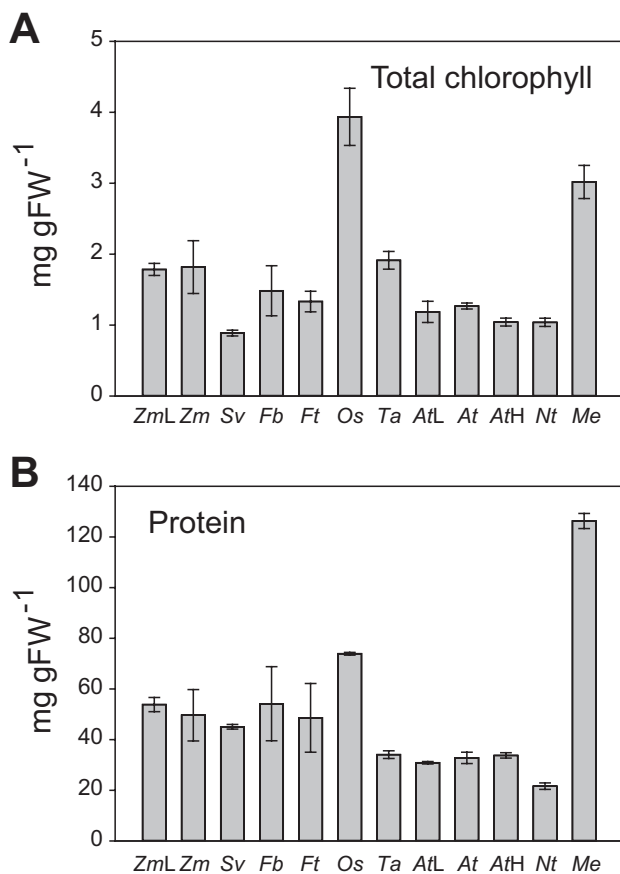 A
Total chlorophyll
mg gFW⁻¹
5
4
3
2
1
0
ZmL Zm Sv Fb Ft Os Ta AtL At AtH Nt Me
B
Protein
mg gFW⁻¹
140
120
100
80
60
40
20
0
ZmL Zm Sv Fb Ft Os Ta AtL At AtH Nt Me